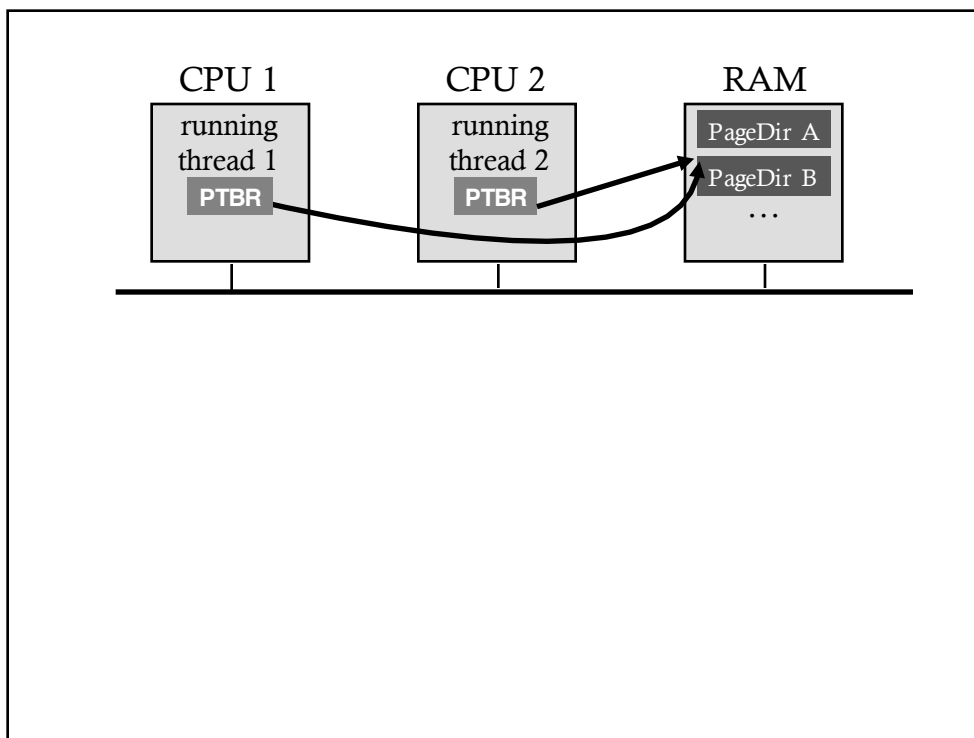 CPU 1
CPU 2
RAM
running
thread 1
PTBR
running
thread 2
PTBR
PageDir A
PageDir B
...